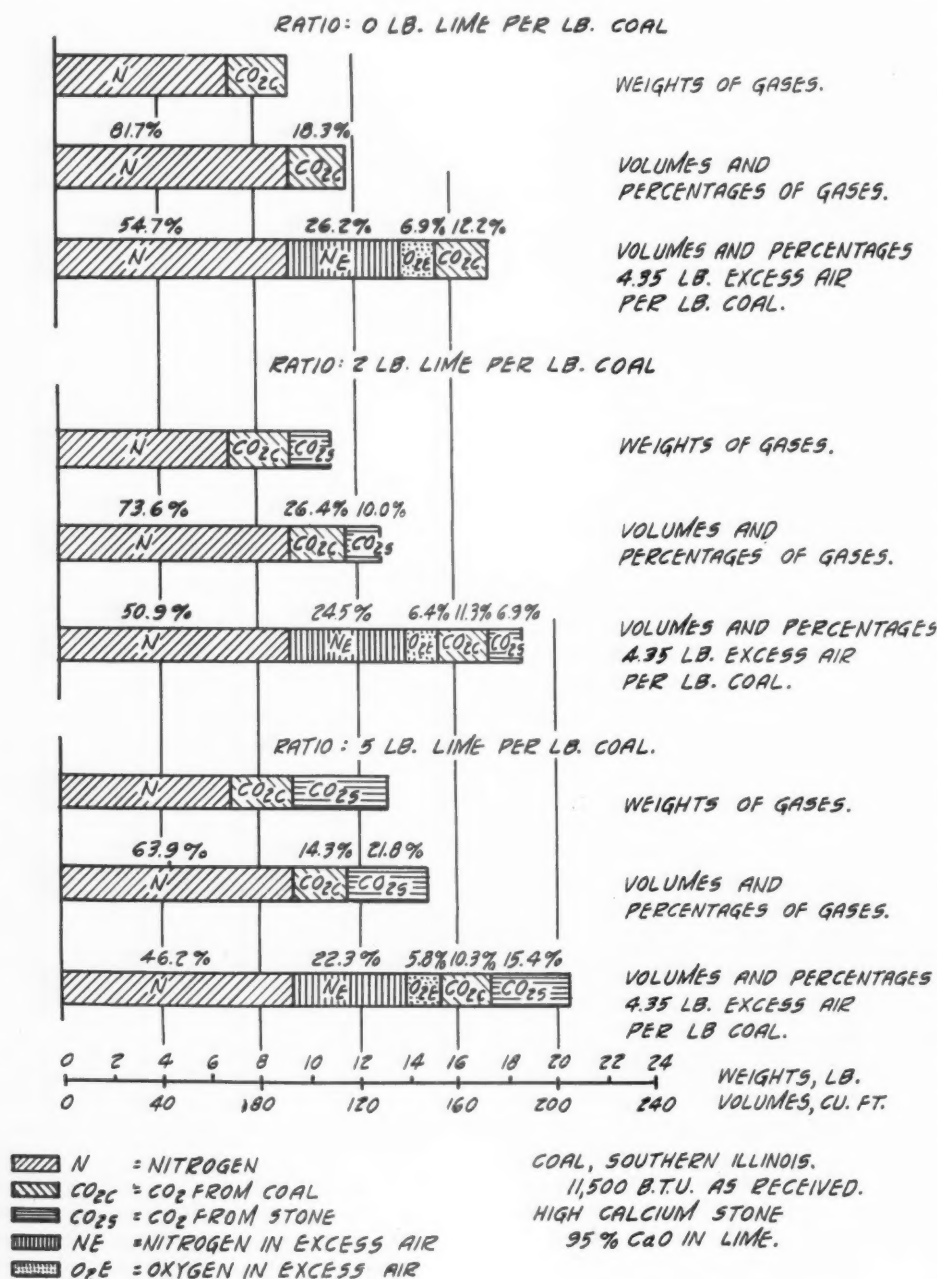 RATIO: 0 LB. LIME PER LB. COAL
N CO2C
WEIGHTS OF GASES.
81.7% 18.3%
N CO2C
VOLUMES AND
PERCENTAGES OF GASES.
54.7% 26.2% 6.9% 12.2%
N NE O2E CO2C
VOLUMES AND PERCENTAGES
4.35 LB. EXCESS AIR
PER LB. COAL.
RATIO: 2 LB. LIME PER LB. COAL
N CO2C CO2S
WEIGHTS OF GASES.
73.6% 26.4% 10.0%
N CO2C CO2S
VOLUMES AND
PERCENTAGES OF GASES.
50.9% 24.5% 6.4% 11.3% 6.9%
N NE O2E CO2C CO2S
VOLUMES AND PERCENTAGES
4.35 LB. EXCESS AIR
PER LB. COAL.
RATIO: 5 LB. LIME PER LB. COAL.
N CO2C CO2S
WEIGHTS OF GASES.
63.9% 14.3% 21.8%
N CO2C CO2S
VOLUMES AND
PERCENTAGES OF GASES.
46.2% 22.3% 5.8% 10.3% 15.4%
N NE O2E CO2C CO2S
VOLUMES AND PERCENTAGES
4.35 LB. EXCESS AIR
PER LB COAL.
0 2 4 6 8 10 12 14 16 18 20 22 24
WEIGHTS, LB.
0 40 80 120 160 200 240
VOLUMES, CU. FT.
N = NITROGEN
CO2C = CO2 FROM COAL
CO2S = CO2 FROM STONE
NE = NITROGEN IN EXCESS AIR
O2E = OXYGEN IN EXCESS AIR
COAL, SOUTHERN ILLINOIS.
11,500 B.T.U. AS RECEIVED.
HIGH CALCIUM STONE
95% CaO IN LIME.